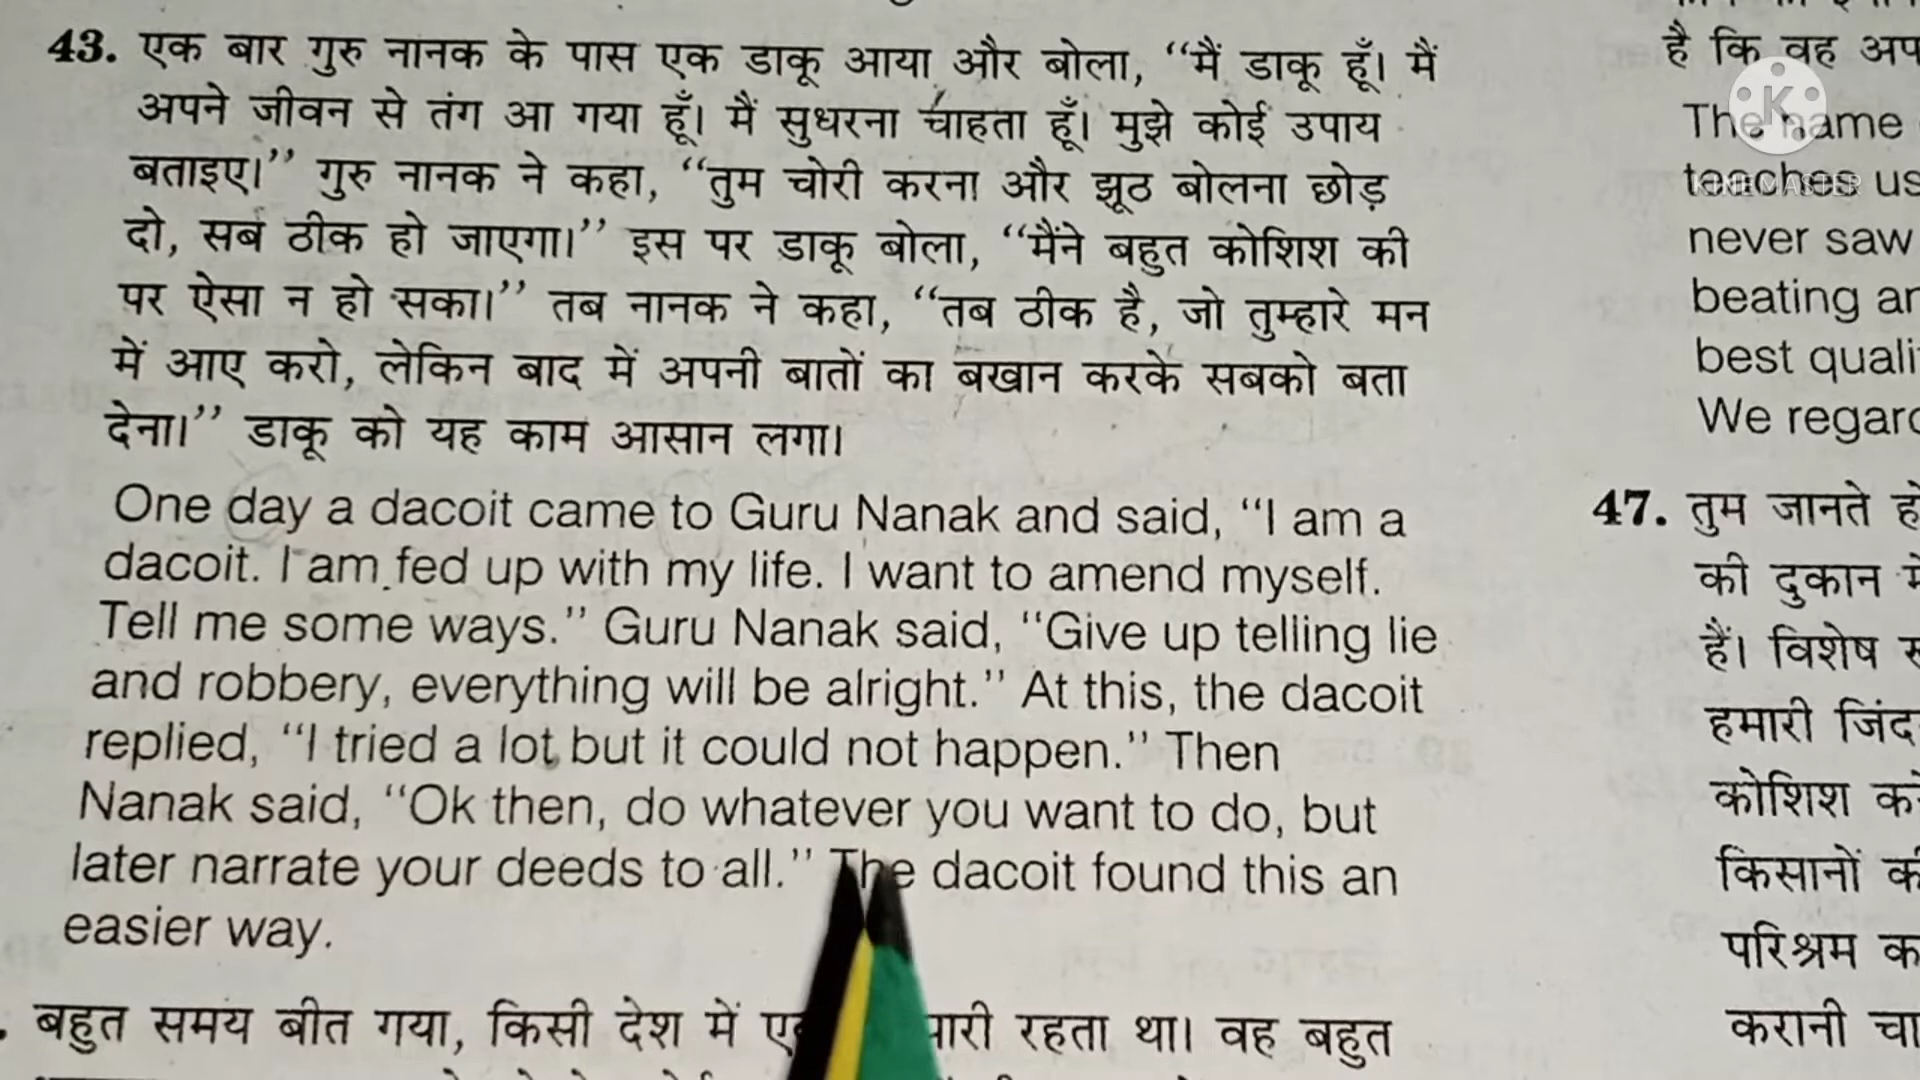 43. एक बार गुरु नानक के पास एक डाकू आया और बोला, ‘‘मैं डाकू हूँ। मैं
अपने जीवन से तंग आ गया हूँ। मैं सुधरना चाहता हूँ। मुझे कोई उपाय
बताइए।’’ गुरु नानक ने कहा, ‘‘तुम चोरी करना और झूठ बोलना छोड़
दो, सब ठीक हो जाएगा।’’ इस पर डाकू बोला, ‘‘मैंने बहुत कोशिश की
पर ऐसा न हो सका।’’ तब नानक ने कहा, ‘‘तब ठीक है, जो तुम्हारे मन
में आए करो, लेकिन बाद में अपनी बातों का बखान करके सबको बता
देना।’’ डाकू को यह काम आसान लगा।
One day a dacoit came to Guru Nanak and said, ‘‘I am a
dacoit. I am fed up with my life. I want to amend myself.
Tell me some ways.’’ Guru Nanak said, ‘‘Give up telling lie
and robbery, everything will be alright.’’ At this, the dacoit
replied, ‘‘I tried a lot but it could not happen.’’ Then
Nanak said, ‘‘Ok then, do whatever you want to do, but
later narrate your deeds to all.’’ The dacoit found this an
easier way.
बहुत समय बीत गया, किसी देश में रहता था। वह बहुत
है कि वह
The name
teaches us
never saw
beating
best
We
47. तुम जानते
की दुकान
हैं। विशेष
हमारी
कोशिश
किसानों
परिश्रम
करानी
K
KINEMASTER